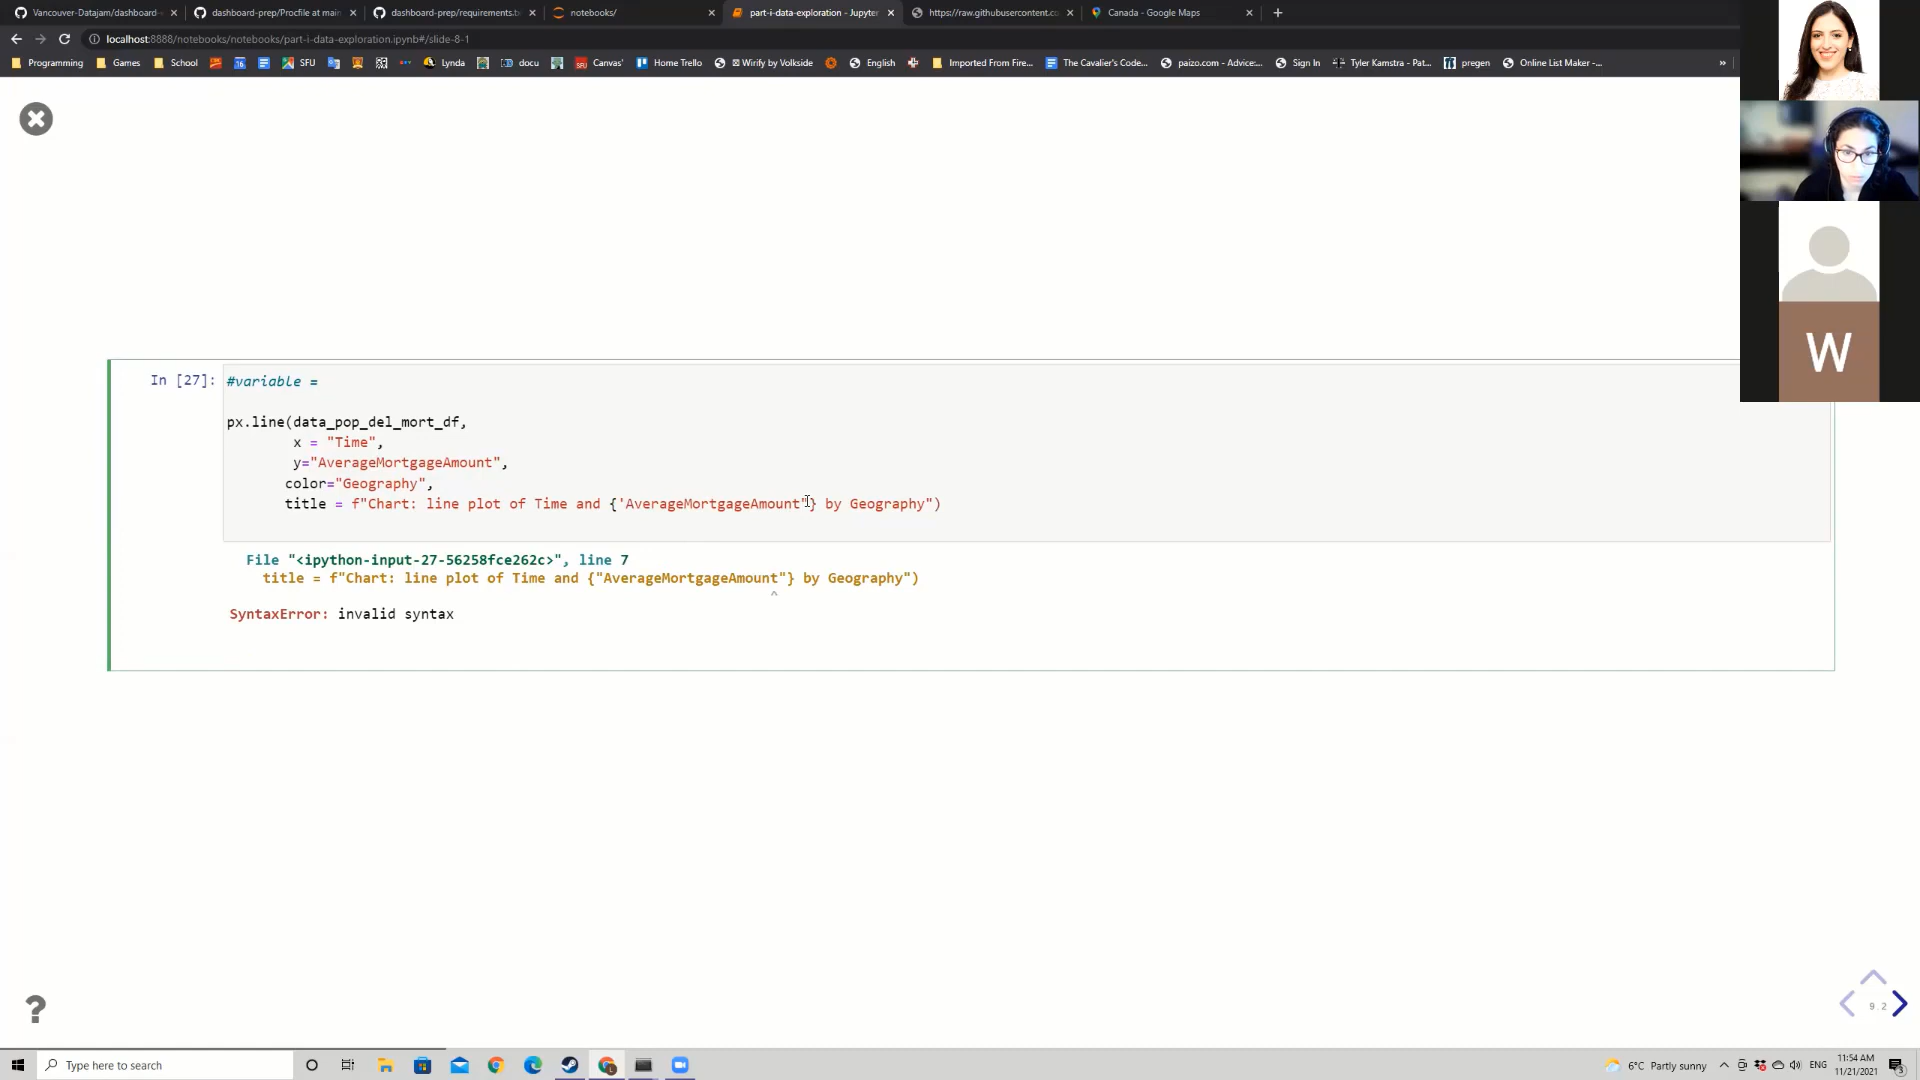 Vancouver-Datajam/dashboard-
dashboard-prep/Procfile at main
dashboard-prep/requirements.tx
notebooks/
part-i-data-exploration - Jupyter
https://raw.githubusercontent.co
Canada - Google Maps
localhost:8888/notebooks/notebooks/part-i-data-exploration.ipynb#/slide-8-1
Programming
Games
School
SFU
Lynda
docu
Canvas'
Home Trello
Wirify by Volkside
English
Imported From Fire...
The Cavalier's Code...
paizo.com - Advice:...
Sign In
Tyler Kamstra - Pat...
pregen
Online List Maker -...
»
In [27]:
#variable =
px.line(data_pop_del_mort_df,
x = "Time",
y="AverageMortgageAmount",
color="Geography",
title = f"Chart: line plot of Time and {'AverageMortgageAmount"} by Geography")
File "<ipython-input-27-56258fce262c>", line 7
title = f"Chart: line plot of Time and {"AverageMortgageAmount"} by Geography")
^
SyntaxError: invalid syntax
W
?
9.2
Type here to search
6°C Partly sunny
ENG
11:54 AM
11/21/2021
3